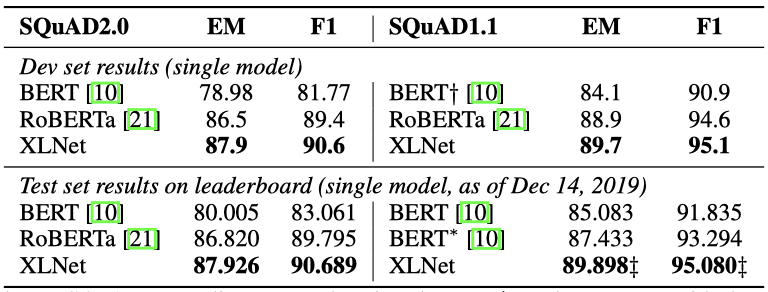 SQuAD2.0 EM F1 SQuAD1.1 EM F1
Dev set results (single model)
BERT [10] 78.98 81.77 BERT† [10] 84.1 90.9
RoBERTa [21] 86.5 89.4 RoBERTa [21] 88.9 94.6
XLNet 87.9 90.6 XLNet 89.7 95.1
Test set results on leaderboard (single model, as of Dec 14, 2019)
BERT [10] 80.005 83.061 BERT [10] 85.083 91.835
RoBERTa [21] 86.820 89.795 BERT* [10] 87.433 93.294
XLNet 87.926 90.689 XLNet 89.898‡ 95.080‡